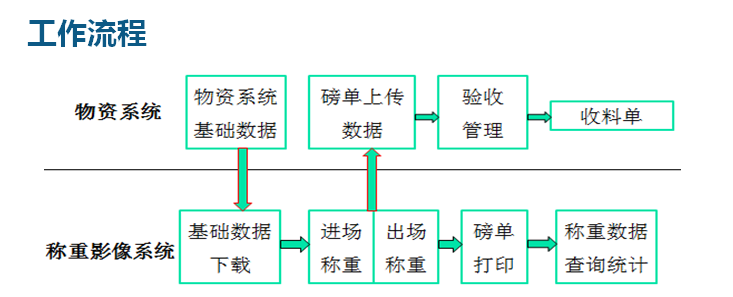 工作流程
物资系统
物资系统
基础数据
磅单上传
数据
验收
管理
收料单
称重影像系统
基础数据
下载
进场
称重
出场
称重
磅单
打印
称重数据
查询统计